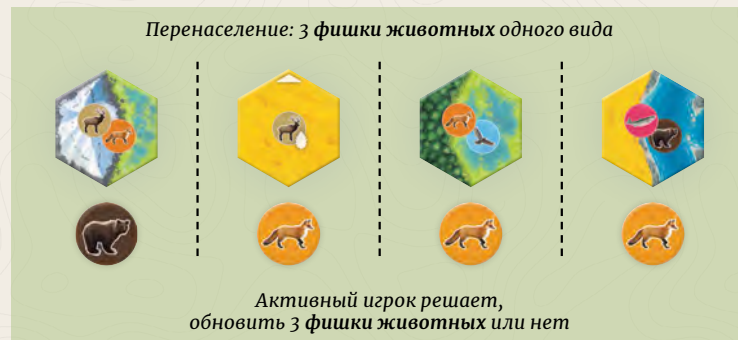 Перенаселение: 3 фишки животных одного вида
Активный игрок решает,
обновить 3 фишки животных или нет